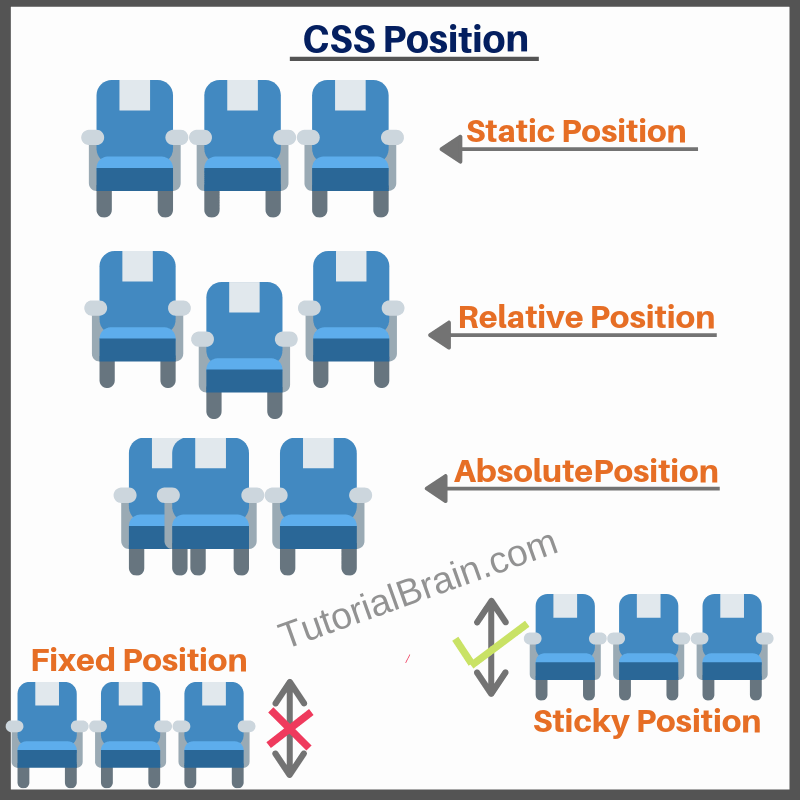 CSS Position
Static Position
Relative Position
AbsolutePosition
TutorialBrain.com
Fixed Position
Sticky Position